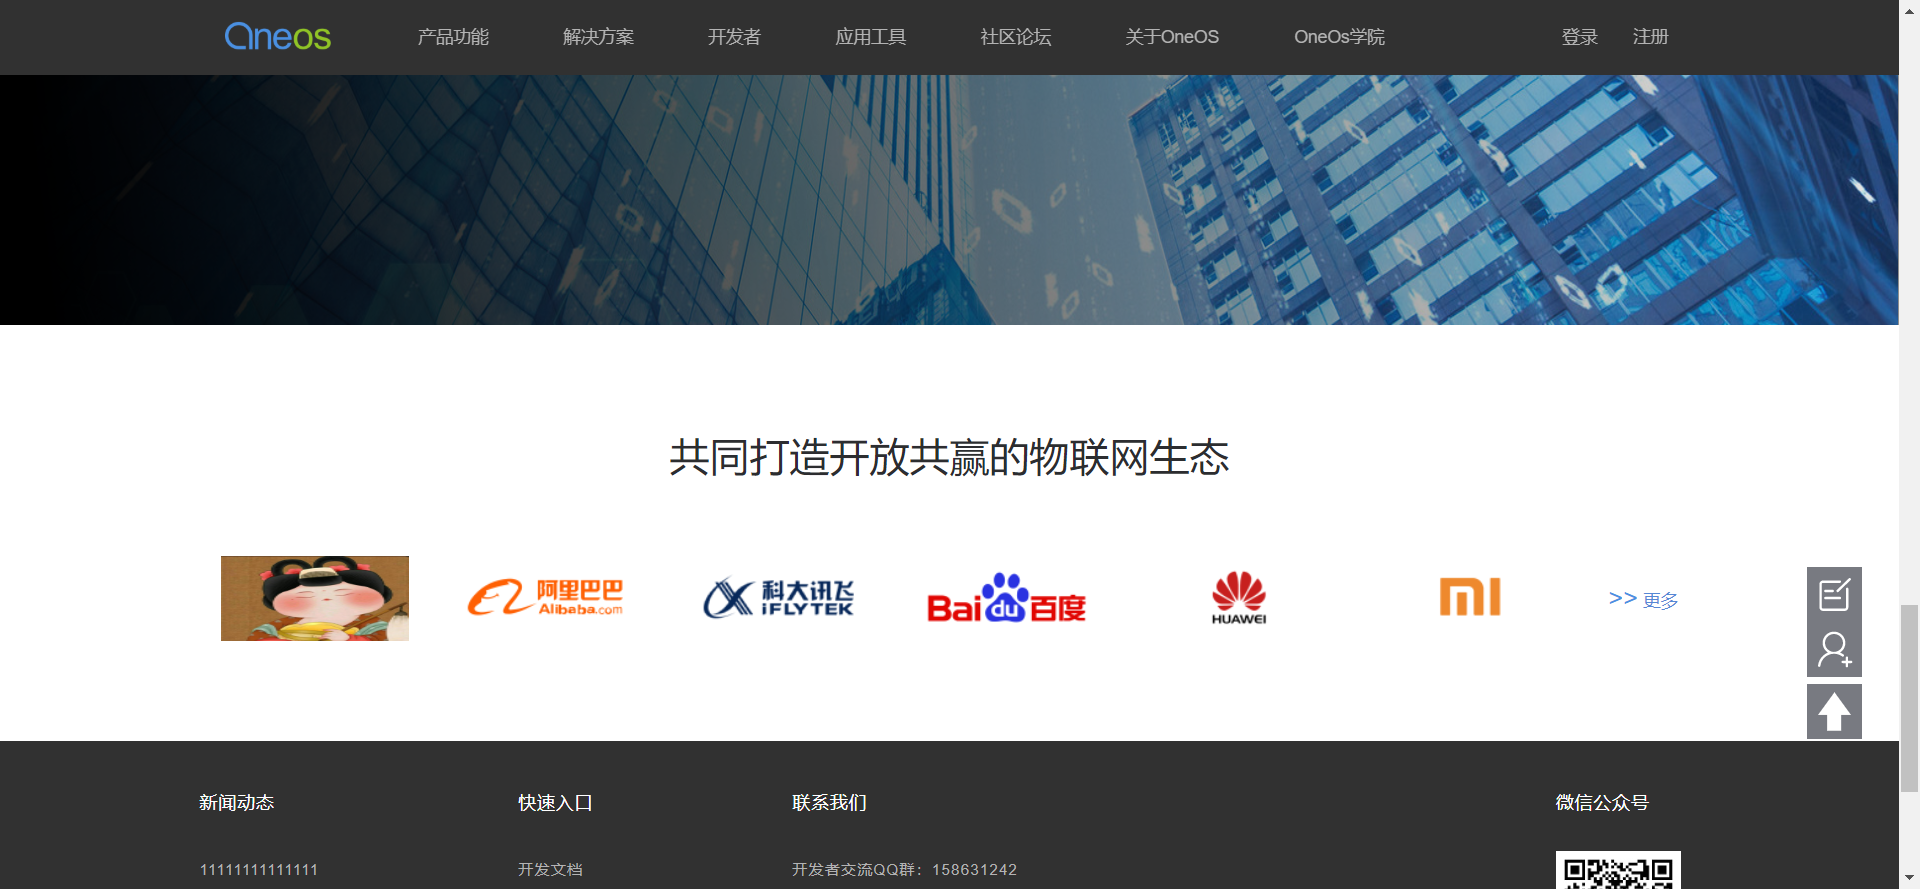 Oneos 产品功能 解决方案 开发者 应用工具 社区论坛 关于OneOS OneOs学院 登录 注册
共同打造开放共赢的物联网生态
阿里巴巴
Alibaba.com
科大讯飞
iFLYTEK
Baidu百度
HUAWEI
MI
>> 更多
新闻动态 快速入口 联系我们 微信公众号
11111111111111 开发文档 开发者交流QQ群：158631242